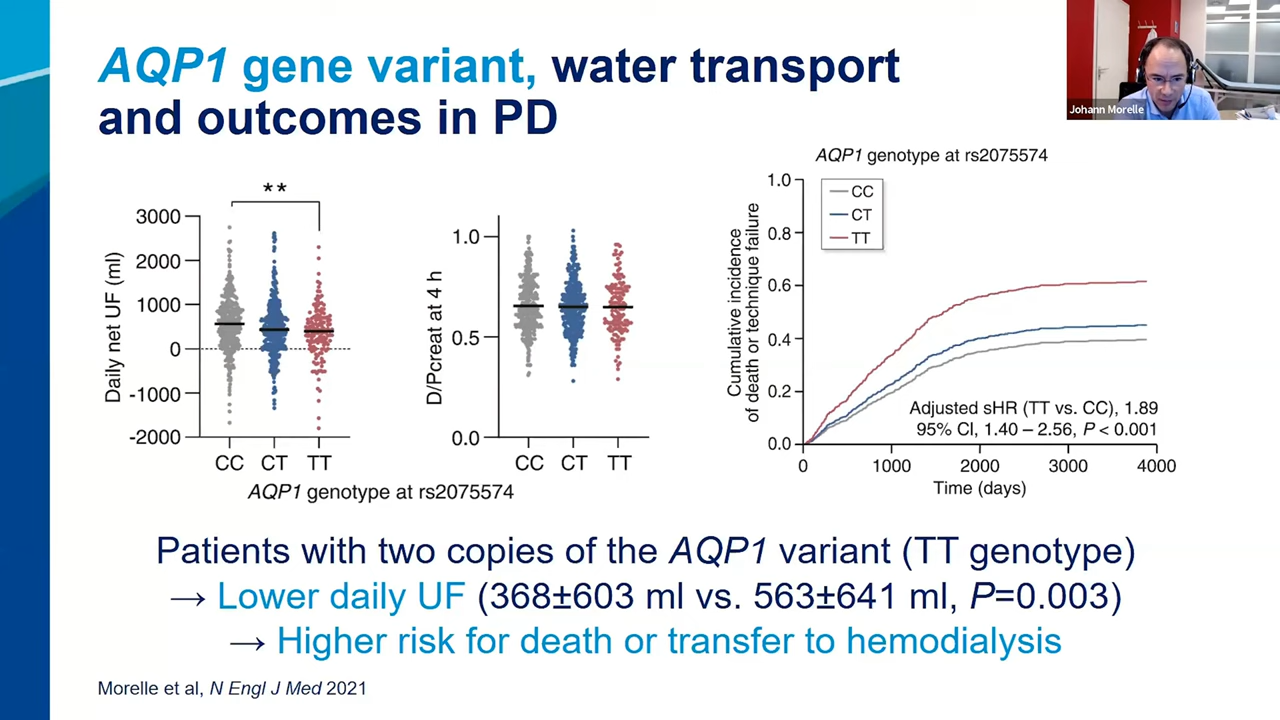 AQP1 gene variant, water transport
and outcomes in PD
Johann Morelle
**
Daily net UF (ml)
3000
2000
1000
0
-1000
-2000
CC CT TT
D/Pcreat at 4 h
1.0
0.5
0.0
CC CT TT
AQP1 genotype at rs2075574
AQP1 genotype at rs2075574
Cumulative incidence
of death or technique failure
1.0
0.8
0.6
0.4
0.2
0.0
CC
CT
TT
Adjusted sHR (TT vs. CC), 1.89
95% CI, 1.40 – 2.56, P < 0.001
0 1000 2000 3000 4000
Time (days)
Patients with two copies of the AQP1 variant (TT genotype)
→ Lower daily UF (368±603 ml vs. 563±641 ml, P=0.003)
→ Higher risk for death or transfer to hemodialysis
Morelle et al, N Engl J Med 2021